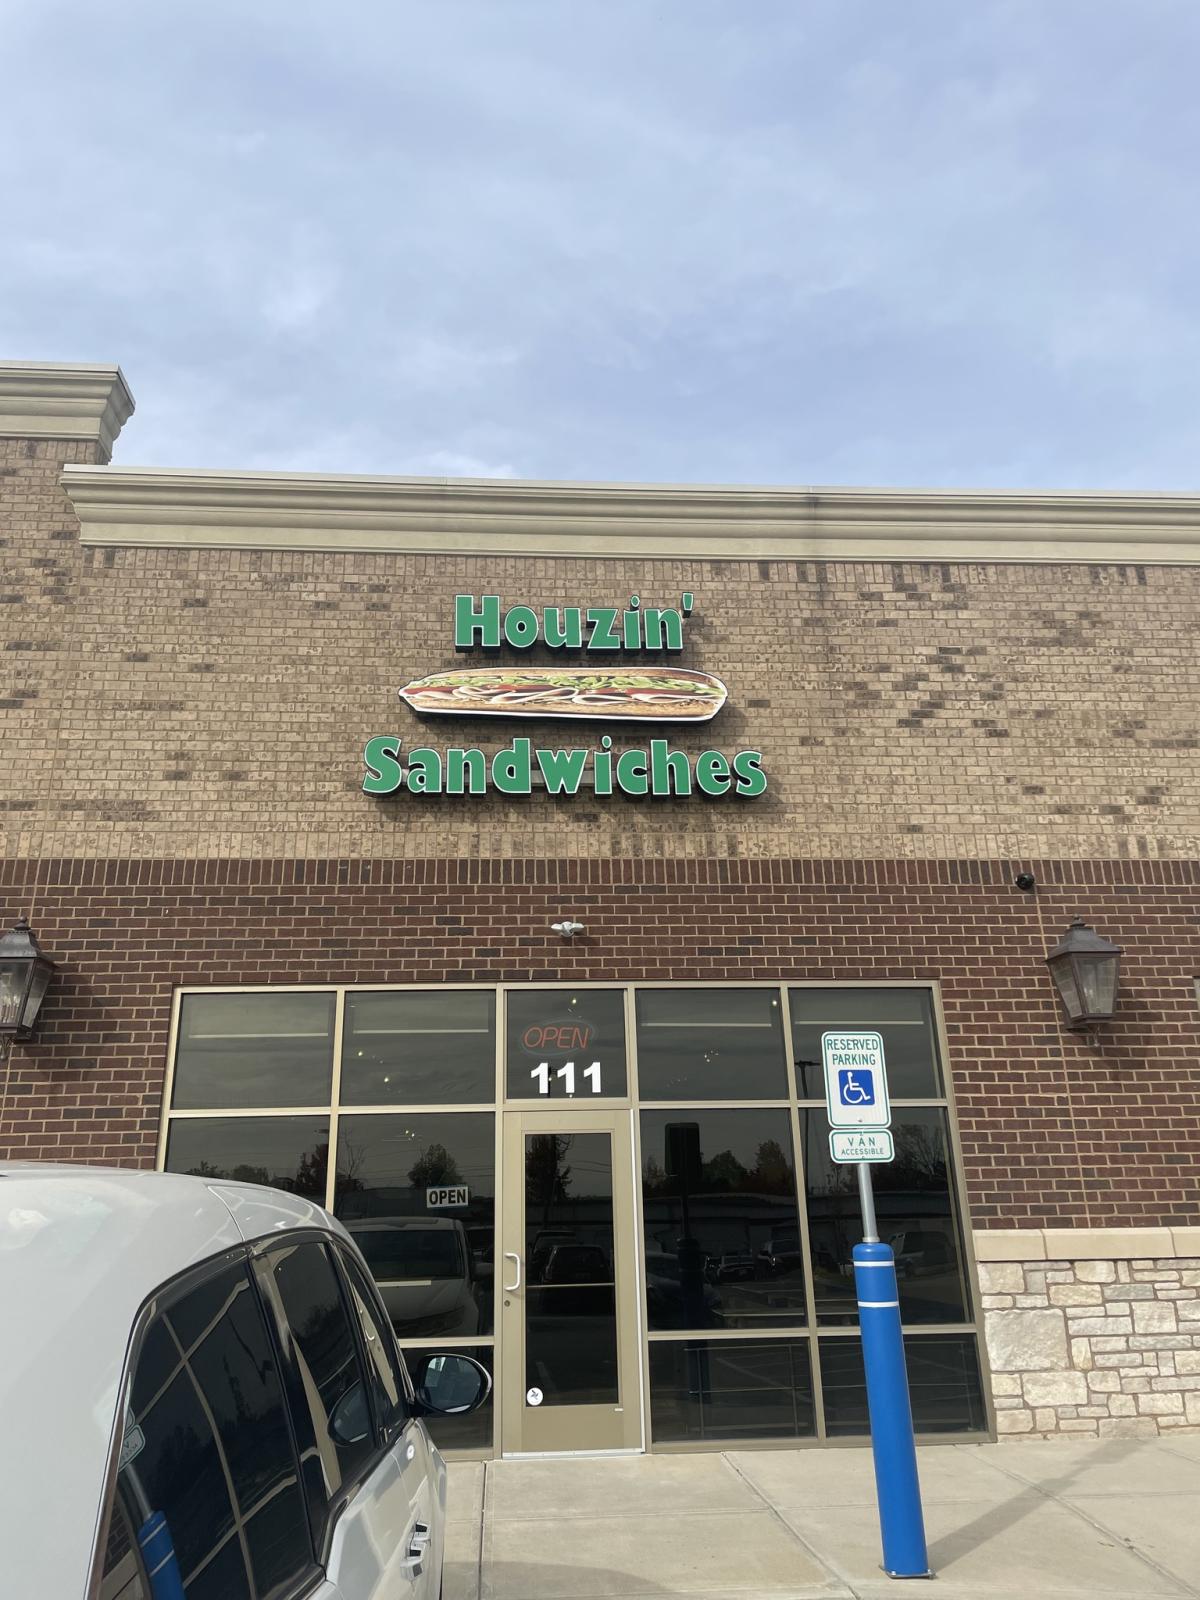 Houzin'
Sandwiches
OPEN
111
RESERVED
PARKING
VAN
ACCESSIBLE
OPEN